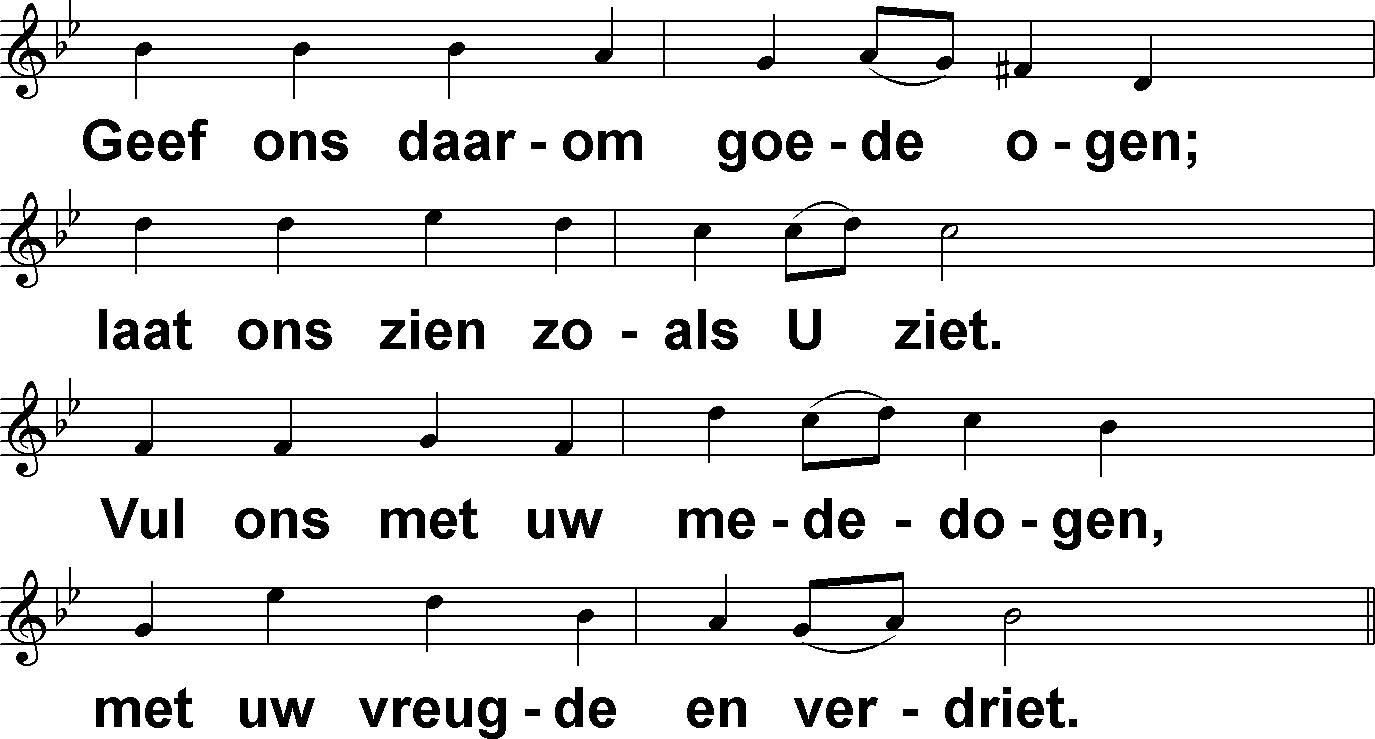 Geef ons daar - om goe - de o - gen;
laat ons zien zo - als U ziet.
Vul ons met uw me - de - do - gen,
met uw vreug - de en ver - driet.